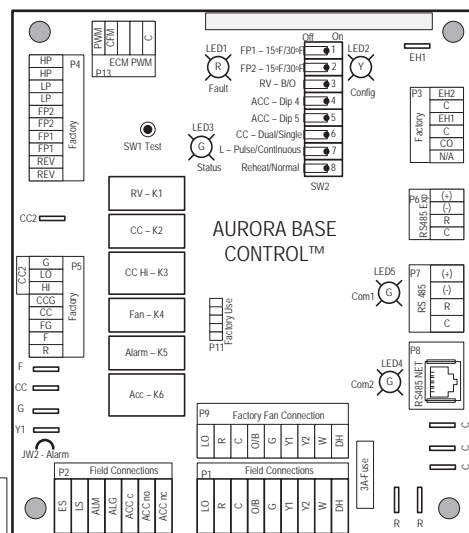 PWM
CFM
C
P13
ECM PWM
LED1
R
Fault
Off On
FP1 – 15ºF/30ºF 1
FP2 – 15ºF/30ºF 2
RV – B/O 3
ACC – Dip 4 4
ACC – Dip 5 5
CC – Dual/Single 6
L – Pulse/Continuous 7
Reheat/Normal 8
SW2
LED2
Y
Config
EH1
P4
HP
HP
LP
LP
FP2
FP2
FP1
FP1
REV
REV
Factory
SW1 Test
LED3
G
Status
P3
EH2
C
EH1
C
CO
N/A
Factory
CC2
RV – K1
CC – K2
CC Hi – K3
Fan – K4
Alarm – K5
Acc – K6
AURORA BASE
CONTROL™
P6
RS485 Exp
(+)
(-)
R
C
CC2
P5
G
LO
HI
CCG
CC
FG
F
R
Factory
P11
Factory Use
LED5
G
Com1
P7
RS 485
(+)
(-)
R
C
LED4
G
Com2
P8
RS485 NET
F
CC
G
Y1
JW2 - Alarm
P9 Factory Fan Connection
LO R C O/B G Y1 Y2 W DH
C
C
C
P2 Field Connections
ES LS ALM ALG ACC c ACC no ACC nc
P1 Field Connections
LO R C O/B G Y1 Y2 W DH
3A-Fuse
R R